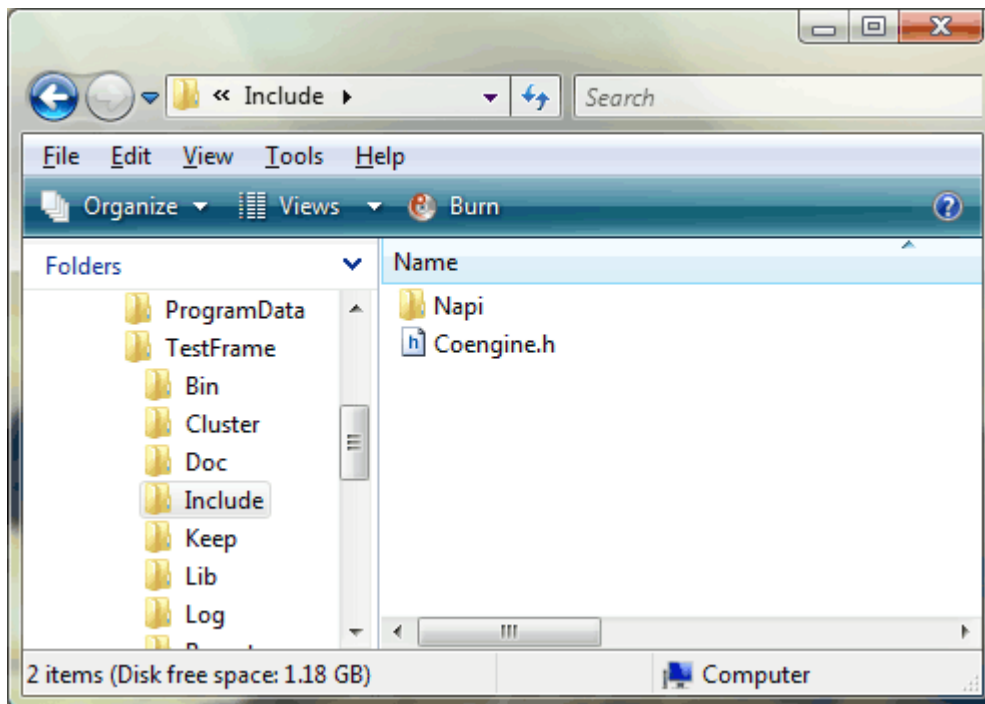 « Include
Search
File Edit View Tools Help
Organize Views Burn
Folders
Name
ProgramData
TestFrame
Bin
Cluster
Doc
Include
Keep
Lib
Log
Napi
Coengine.h
2 items (Disk free space: 1.18 GB)
Computer